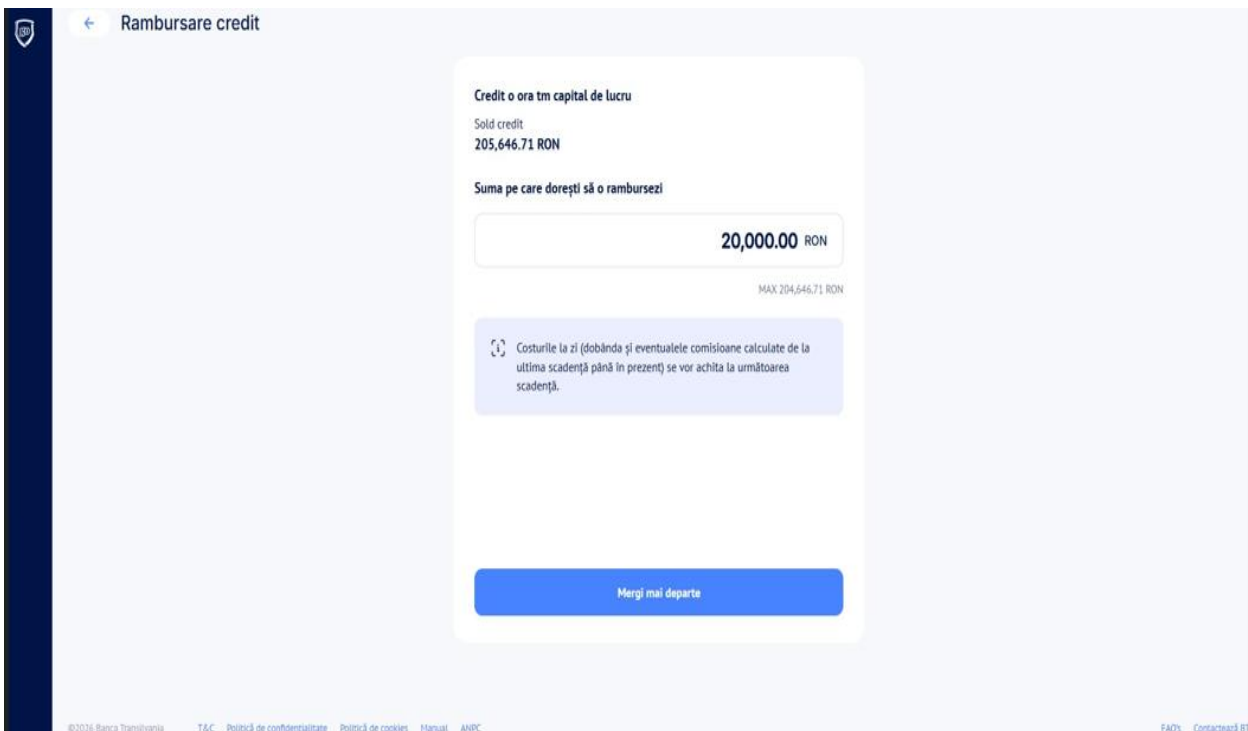 Rambursare credit
Credit o ora tm capital de lucru
Sold credit
205,646.71 RON
Suma pe care dorești să o rambursezi
20,000.00 RON
MAX 204,646.71 RON
Costurile la zi (dobânda și eventualele comisioane calculate de la
ultima scadență până în prezent) se vor achita la următoarea
scadență.
Mergi mai departe
©2026 Banca Transilvania T&C Politică de confidențialitate Politică de cookies Manual ANPC FAQ's Contactează BT